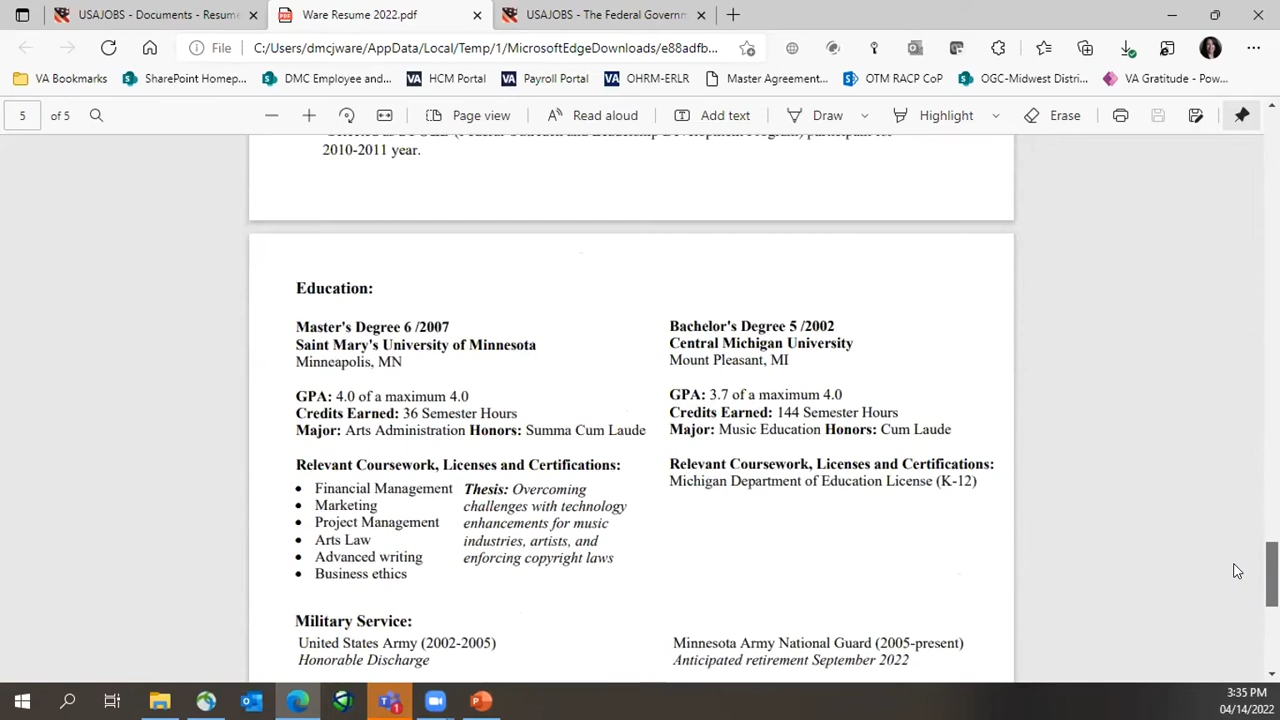 USAJOBS - Documents - Resume
Ware Resume 2022.pdf
USAJOBS - The Federal Governm
File
C:/Users/dmcjware/AppData/Local/Temp/1/MicrosoftEdgeDownloads/e88adfb...
VA Bookmarks
SharePoint Homep...
DMC Employee and...
HCM Portal
Payroll Portal
OHRM-ERLR
Master Agreement...
OTM RACP CoP
OGC-Midwest Distri...
VA Gratitude - Pow...
5 of 5
Page view
Read aloud
Add text
Draw
Highlight
Erase
2010-2011 year.
Education:
Master's Degree 6 /2007
Saint Mary's University of Minnesota
Minneapolis, MN
GPA: 4.0 of a maximum 4.0
Credits Earned: 36 Semester Hours
Major: Arts Administration Honors: Summa Cum Laude
Relevant Coursework, Licenses and Certifications:
• Financial Management
• Marketing
• Project Management
• Arts Law
• Advanced writing
• Business ethics
Thesis: Overcoming
challenges with technology
enhancements for music
industries, artists, and
enforcing copyright laws
Bachelor's Degree 5 /2002
Central Michigan University
Mount Pleasant, MI
GPA: 3.7 of a maximum 4.0
Credits Earned: 144 Semester Hours
Major: Music Education Honors: Cum Laude
Relevant Coursework, Licenses and Certifications:
Michigan Department of Education License (K-12)
Military Service:
United States Army (2002-2005)
Honorable Discharge
Minnesota Army National Guard (2005-present)
Anticipated retirement September 2022
3:35 PM
04/14/2022